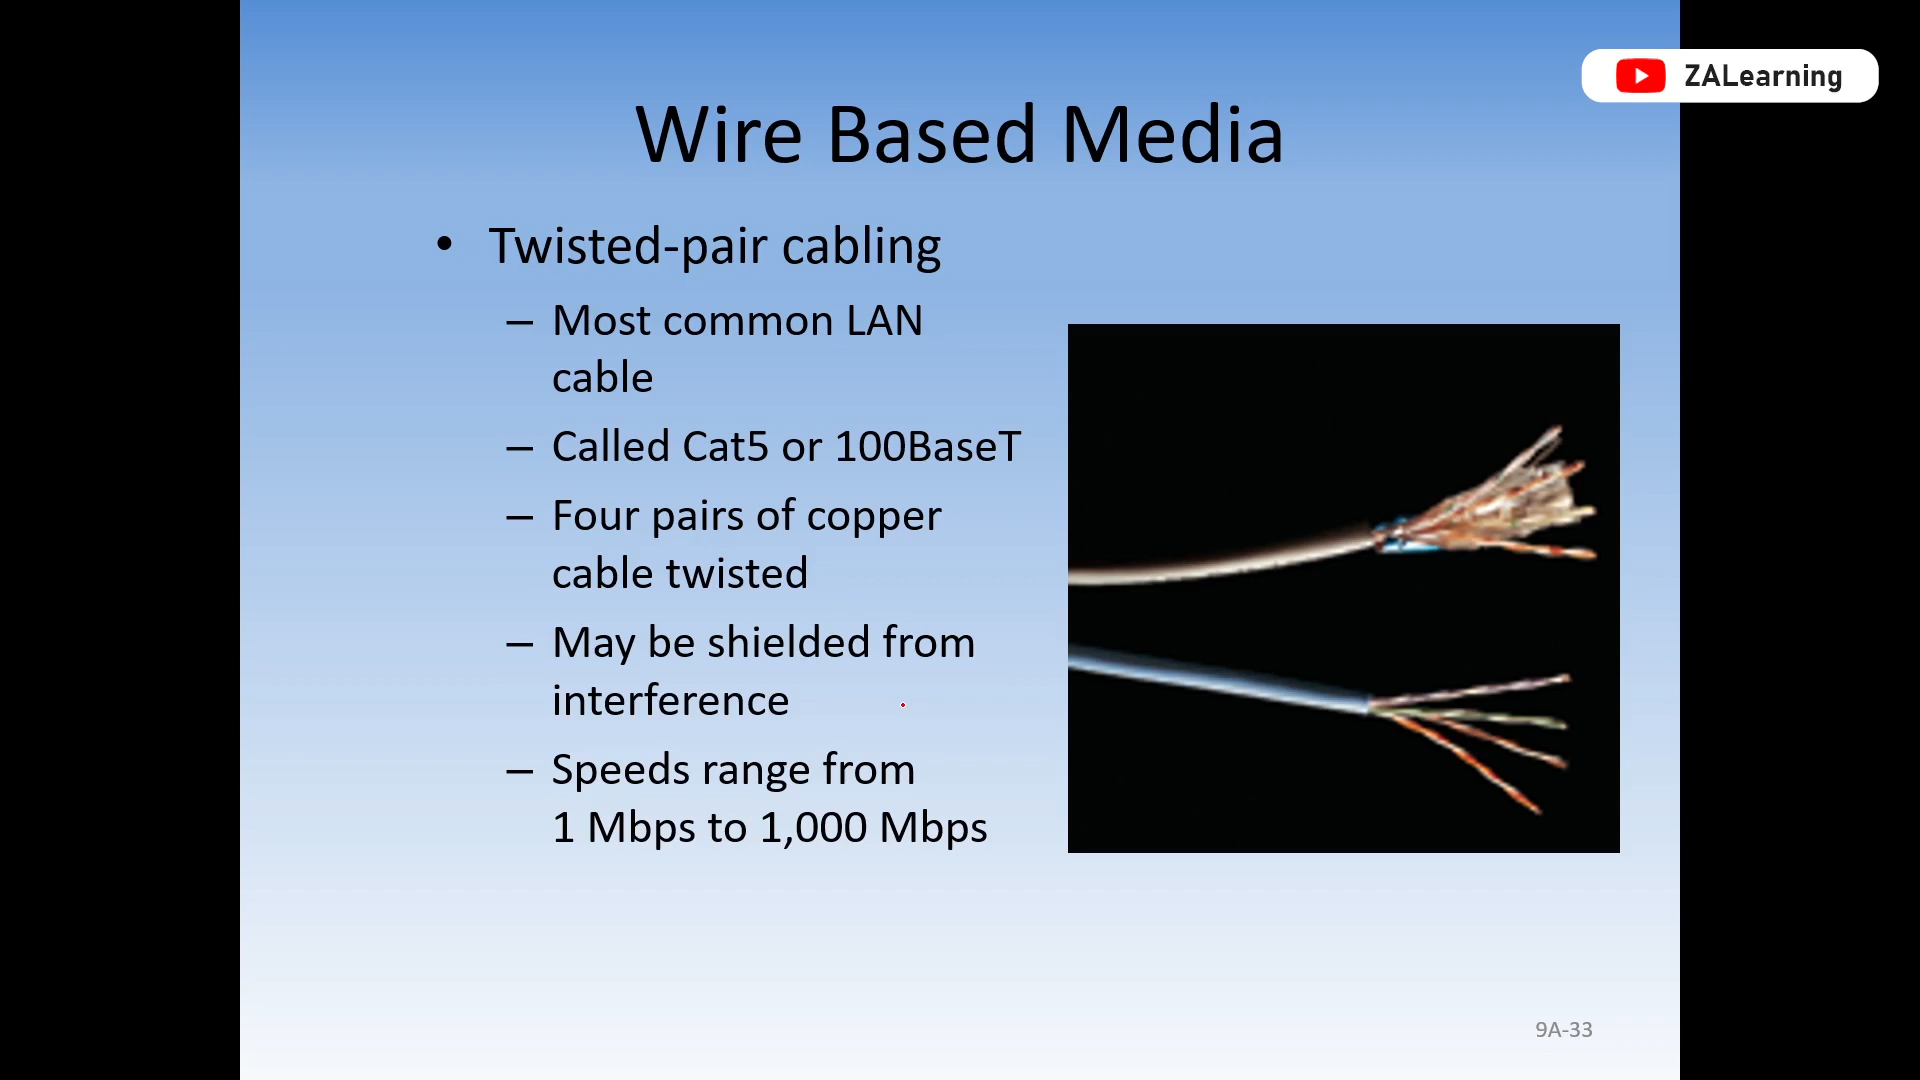 ZALearning
Wire Based Media
• Twisted-pair cabling
– Most common LAN
cable
– Called Cat5 or 100BaseT
– Four pairs of copper
cable twisted
– May be shielded from
interference
– Speeds range from
1 Mbps to 1,000 Mbps
9A-33